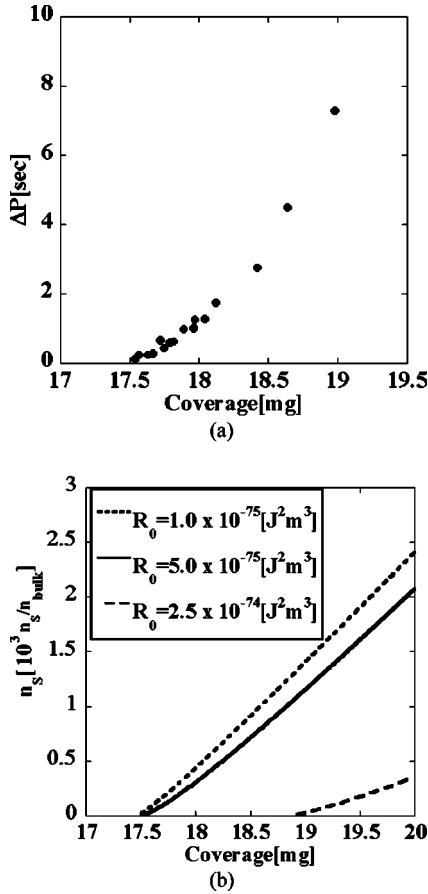 10
8
6
4
2
0
ΔP[sec]
17 17.5 18 18.5 19 19.5
Coverage[mg]
(a)
3
2.5
2
1.5
1
0.5
0
n_S [10^3 n_S/n_bulk]
R_0=1.0 x 10^-75[J^2m^3]
R_0=5.0 x 10^-75[J^2m^3]
R_0=2.5 x 10^-74[J^2m^3]
17 17.5 18 18.5 19 19.5 20
Coverage[mg]
(b)